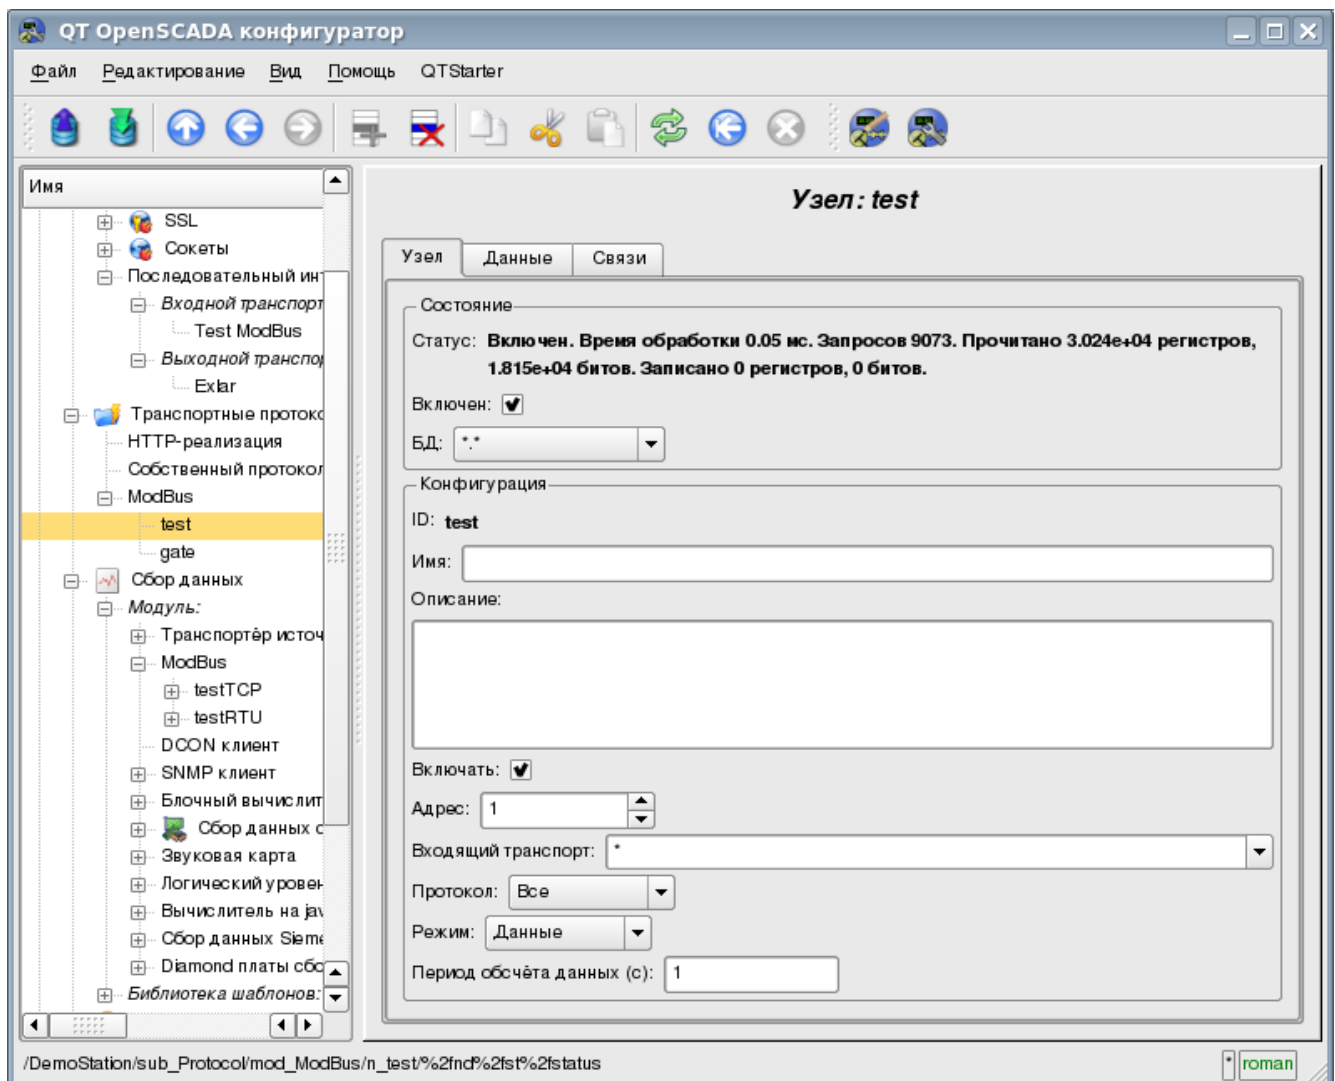 QT OpenSCADA конфигуратор
Файл Редактирование Вид Помощь QTStarter
Имя
SSL
Сокеты
Последовательный инт
Входной транспорт
Test ModBus
Выходной транспор
Exlar
Транспортные протоко
HTTP-реализация
Собственный протокол
ModBus
test
gate
Сбор данных
Модуль:
Транспортёр источ
ModBus
testTCP
testRTU
DCON клиент
SNMP клиент
Блочный вычислит
Сбор данных с
Звуковая карта
Логический уровен
Вычислитель на jav
Сбор данных Sieme
Diamond платы сбо
Библиотека шаблонов:
Узел: test
Узел Данные Связи
Состояние
Статус: Включен. Время обработки 0.05 мс. Запросов 9073. Прочитано 3.024e+04 регистров,
1.815e+04 битов. Записано 0 регистров, 0 битов.
Включен:
БД: *.*
Конфигурация
ID: test
Имя:
Описание:
Включать:
Адрес: 1
Входящий транспорт: *
Протокол: Все
Режим: Данные
Период обсчёта данных (с): 1
/DemoStation/sub_Protocol/mod_ModBus/n_test/%2fnd%2fst%2fstatus
* roman